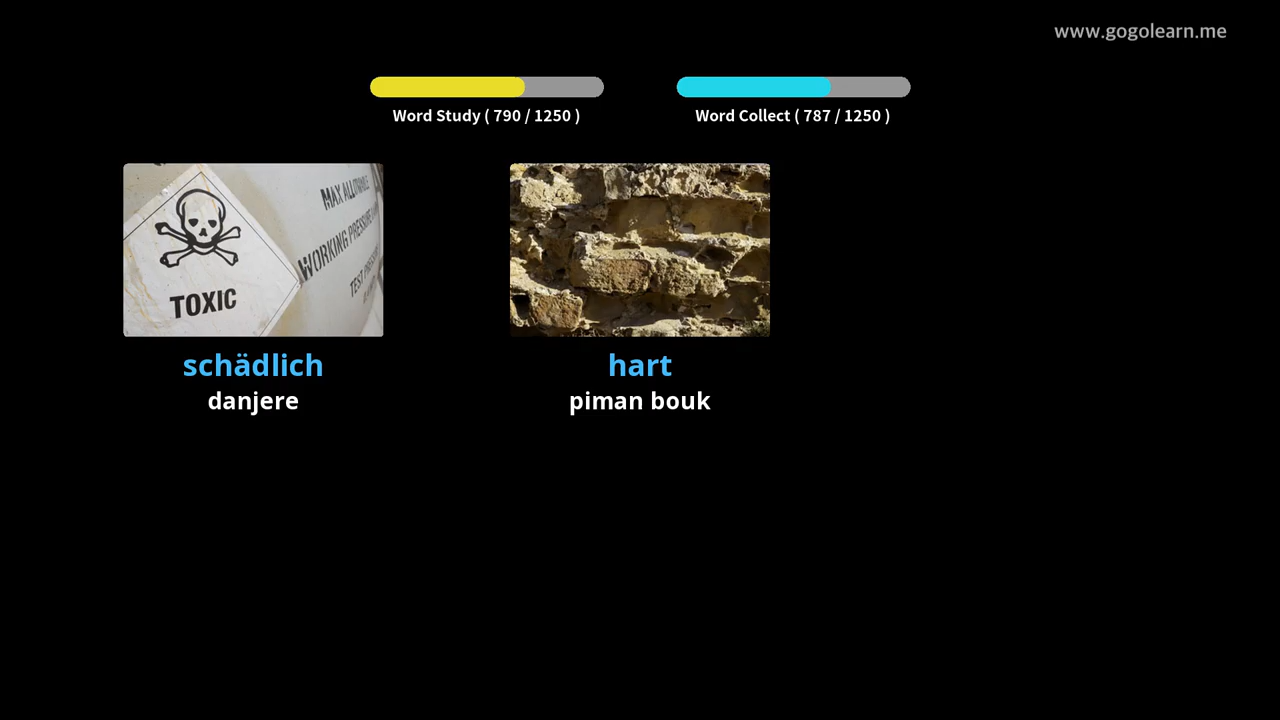 www.gogolearn.me
Word Study ( 790 / 1250 )
Word Collect ( 787 / 1250 )
MAX ALLOWABLE
WORKING PRESSURE
TEST
TOXIC
schädlich
hart
danjere
piman bouk